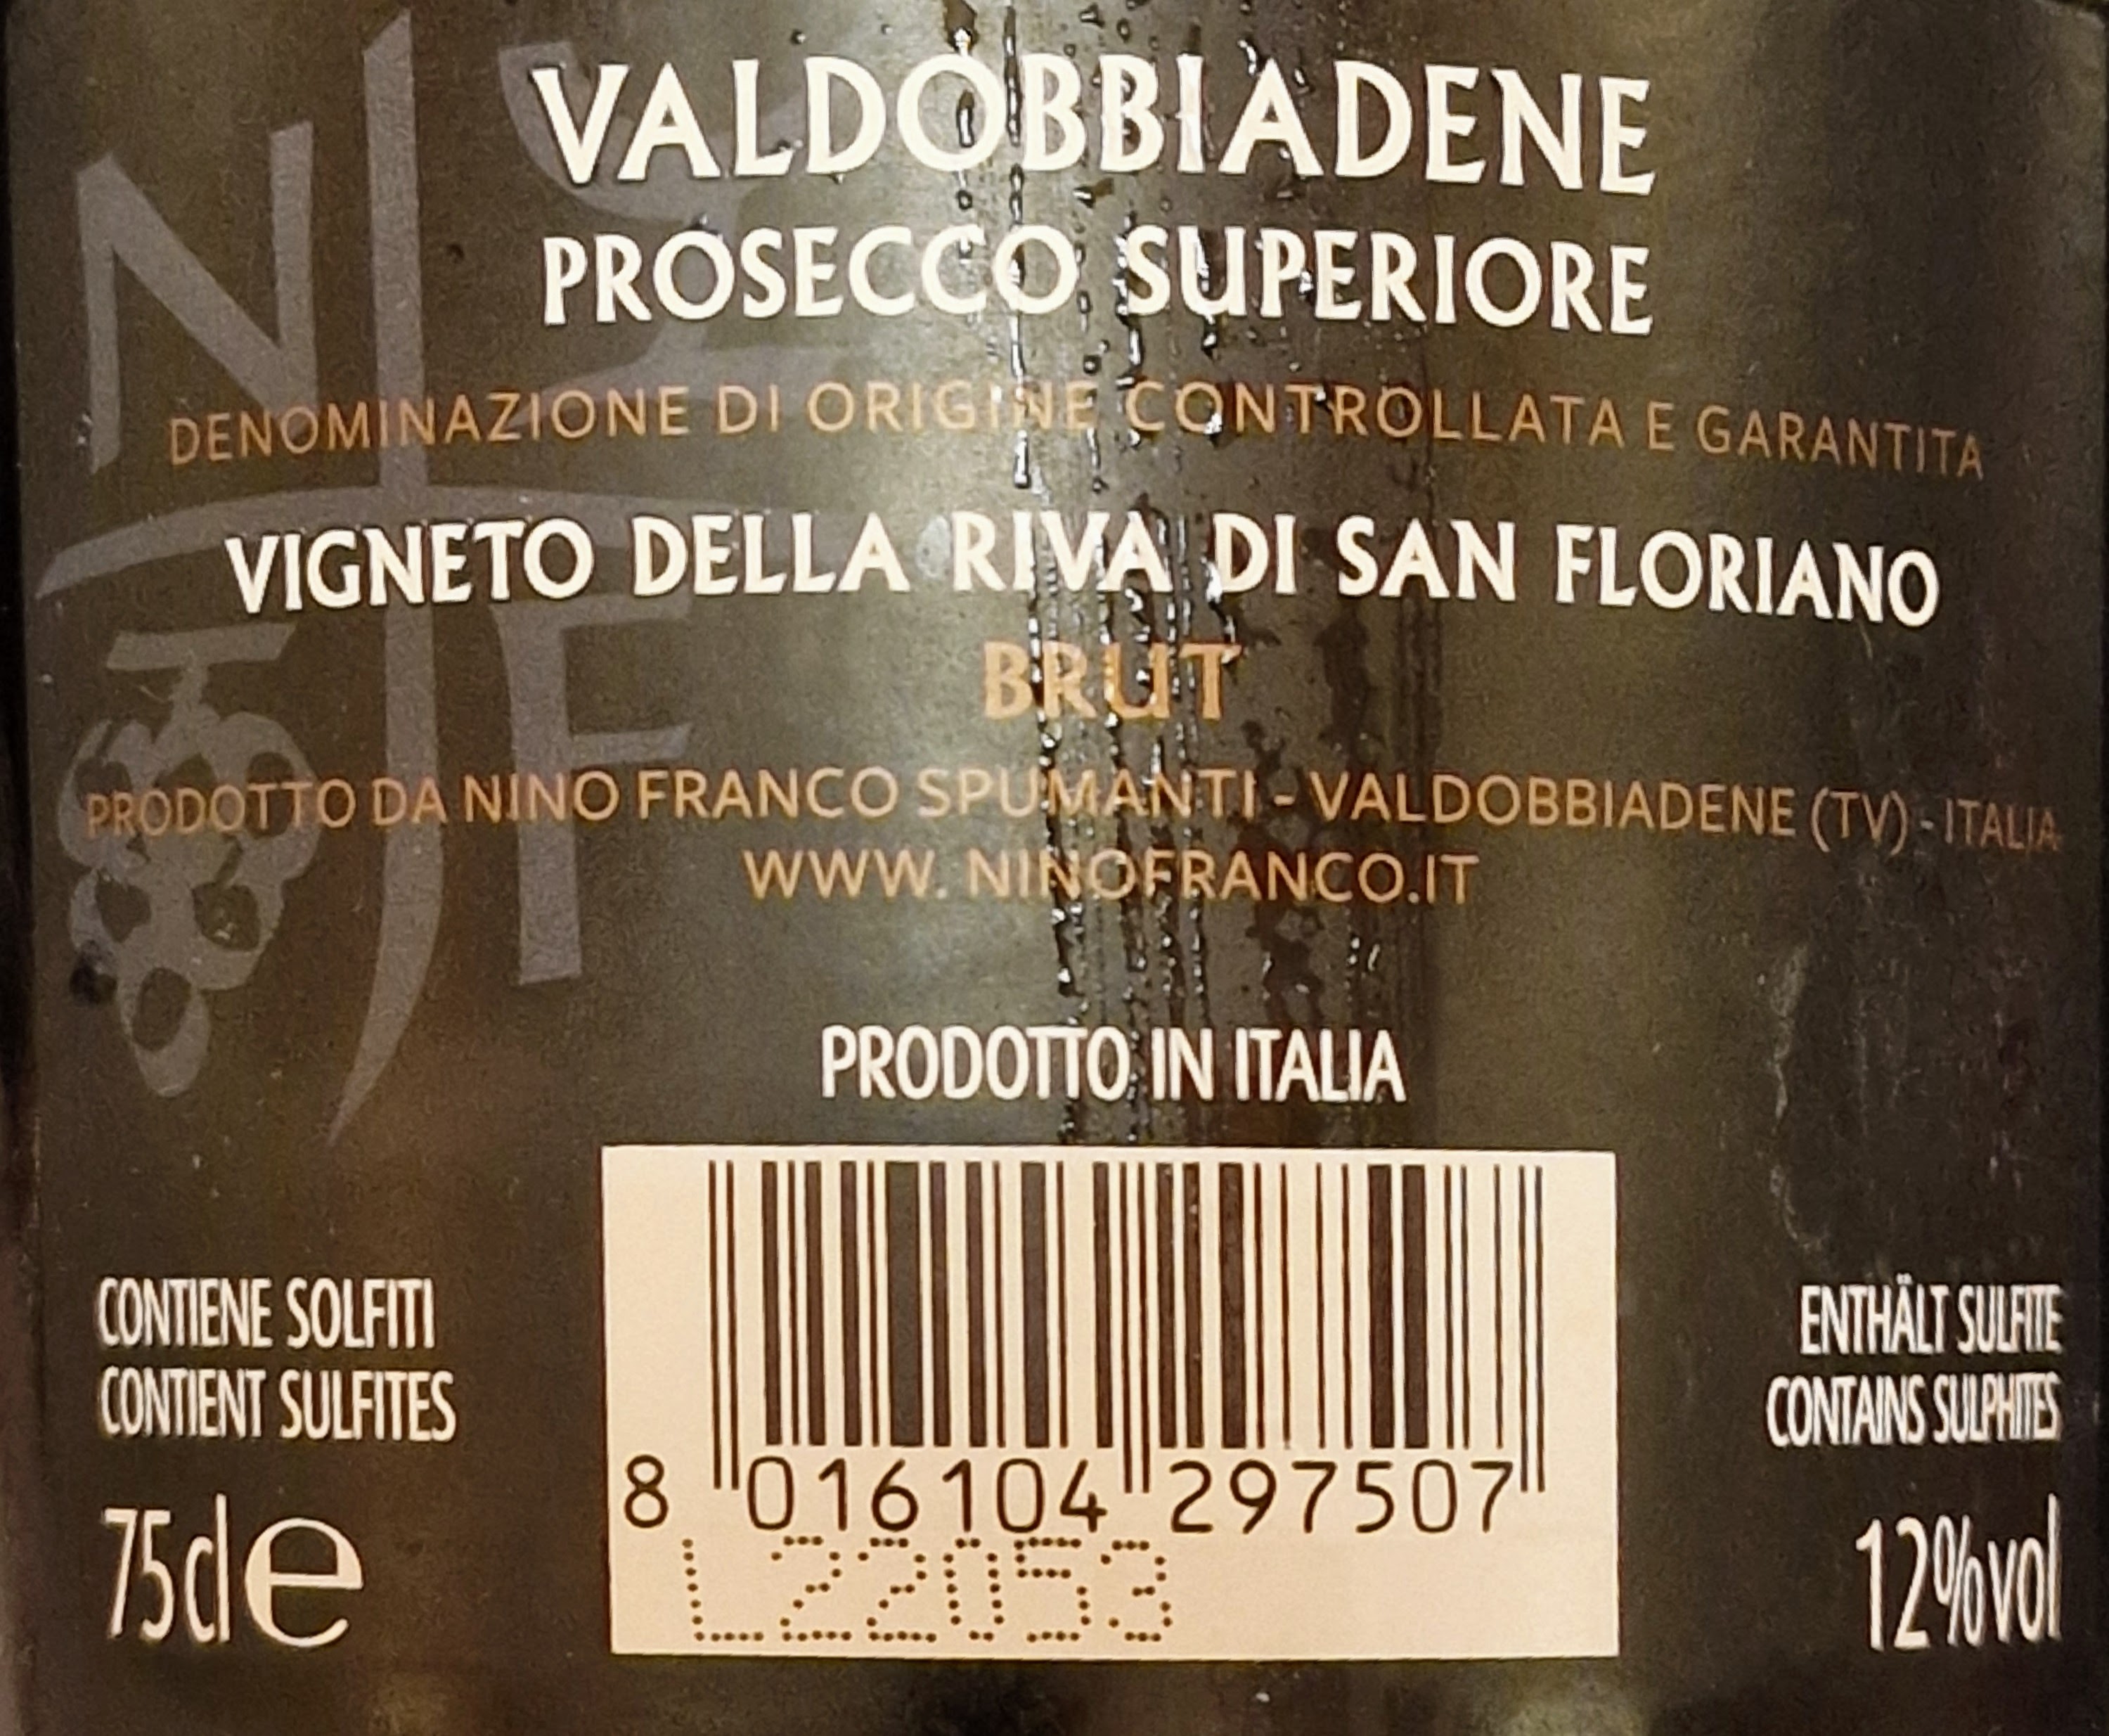 VALDOBBIADENE
PROSECCO SUPERIORE
DENOMINAZIONE DI ORIGINE CONTROLLATA E GARANTITA
VIGNETO DELLA RIVA DI SAN FLORIANO
BRUT
PRODOTTO DA NINO FRANCO SPUMANTI - VALDOBBIADENE (TV) - ITALIA
WWW. NINOFRANCO.IT
PRODOTTO IN ITALIA
CONTIENE SOLFITI
CONTIENT SULFITES
75cl e
8 016104 297507
L22053
ENTHÄLT SULFITE
CONTAINS SULPHITES
12%vol
N F